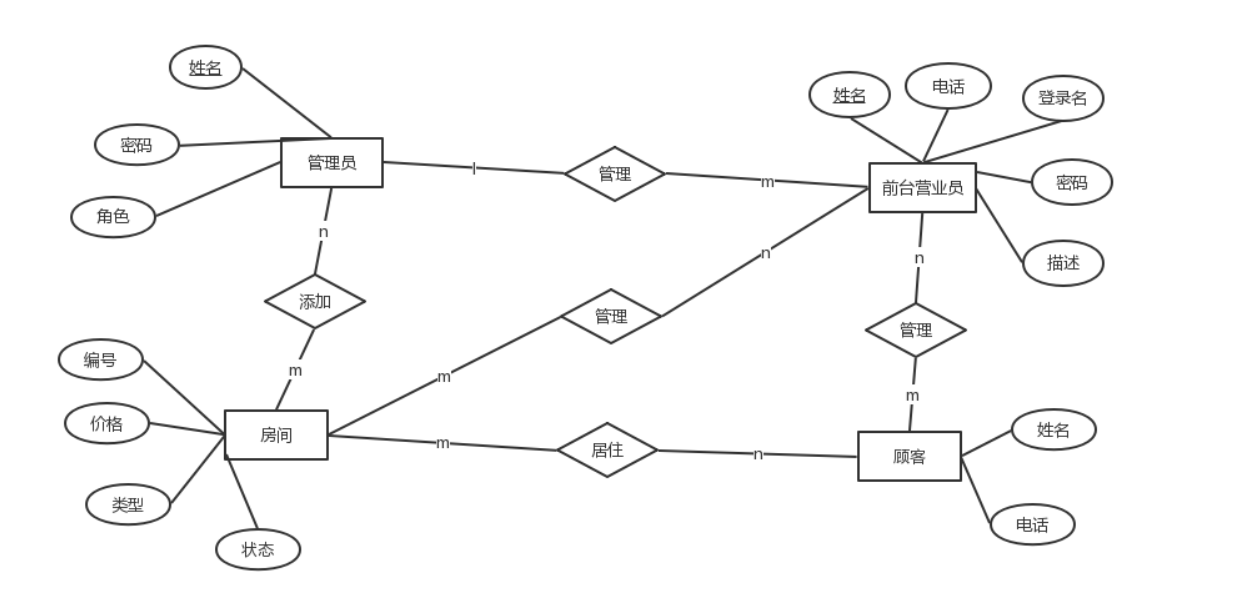 姓名
电话
姓名
登录名
密码
管理员
管理
l
m
前台营业员
密码
角色
n
n
n
描述
添加
管理
管理
编号
m
m
m
价格
房间
m
居住
n
顾客
姓名
类型
电话
状态